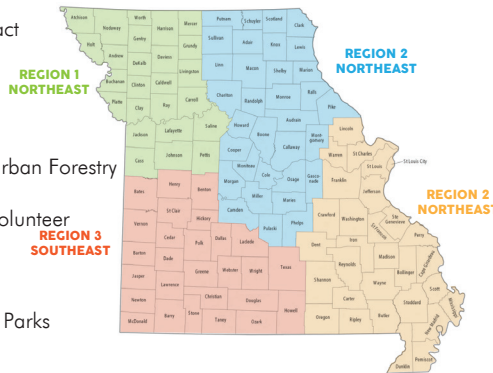 act
rban Forestry
olunteer
Parks
REGION 1
NORTHEAST
REGION 2
NORTHEAST
REGION 2
NORTHEAST
REGION 3
SOUTHEAST
Atchison
Nodaway
Worth
Gentry
Harrison
Mercer
Putnam
Schuyler
Scotland
Clark
Holt
Andrew
DeKalb
Daviess
Grundy
Sullivan
Adair
Knox
Lewis
Buchanan
Clinton
Caldwell
Livingston
Linn
Macon
Shelby
Marion
Platte
Clay
Ray
Carroll
Chariton
Randolph
Monroe
Ralls
Pike
Jackson
Lafayette
Saline
Howard
Boone
Audrain
Mont-
gomery
Lincoln
Cass
Johnson
Pettis
Cooper
Moniteau
Callaway
Warren
St Charles
St Louis City
St Louis
Bates
Henry
Benton
Morgan
Cole
Osage
Gasco-
nade
Franklin
Jefferson
Miller
Maries
Camden
Pulaski
Phelps
Crawford
Washington
Ste
Genevieve
St Francois
Perry
Vernon
St Clair
Hickory
Barton
Cedar
Polk
Dallas
Laclede
Dent
Iron
Madison
Cape Girardeau
Jasper
Dade
Greene
Webster
Wright
Texas
Shannon
Reynolds
Wayne
Bollinger
Scott
Newton
Lawrence
Christian
Douglas
Carter
Stoddard
Mississippi
McDonald
Barry
Stone
Taney
Ozark
Howell
Oregon
Ripley
Butler
New Madrid
Dunklin
Pemiscot